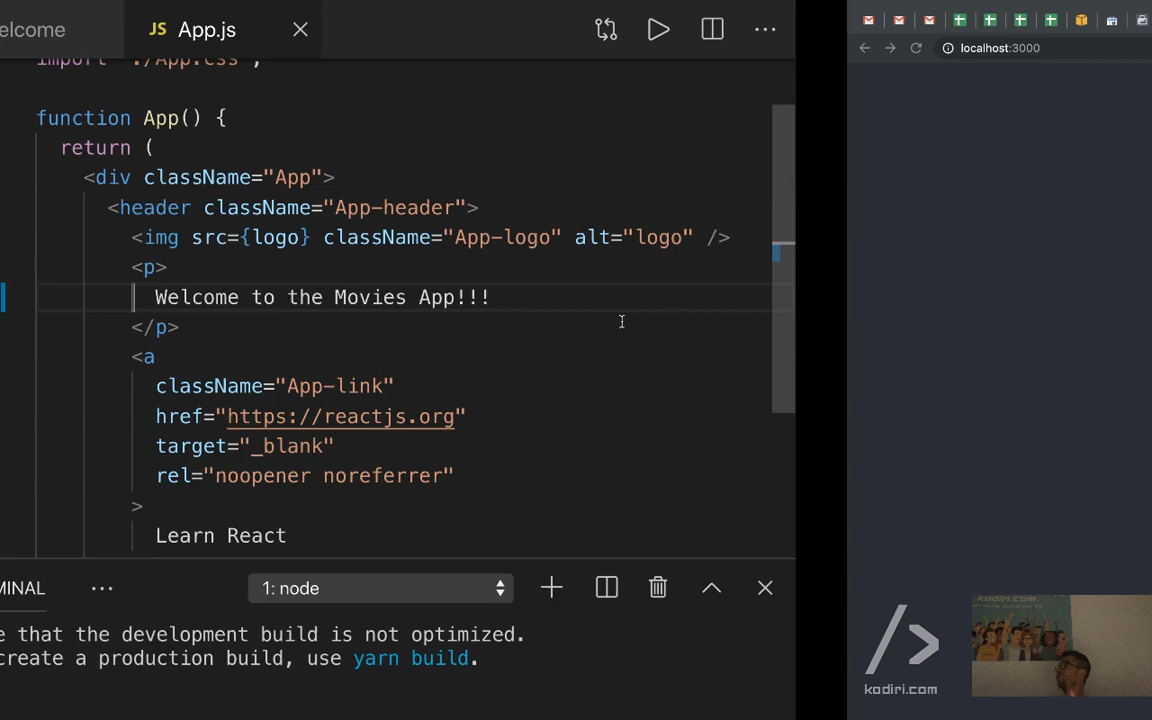 elcome
JS App.js
localhost:3000
import './App.css';
function App() {
return (
<div className="App">
<header className="App-header">
<img src={logo} className="App-logo" alt="logo" />
<p>
Welcome to the Movies App!!!
</p>
<a
className="App-link"
href="https://reactjs.org"
target="_blank"
rel="noopener noreferrer"
>
Learn React
MINAL
1: node
e that the development build is not optimized.
create a production build, use yarn build.
kodiri.com
kodiri.com